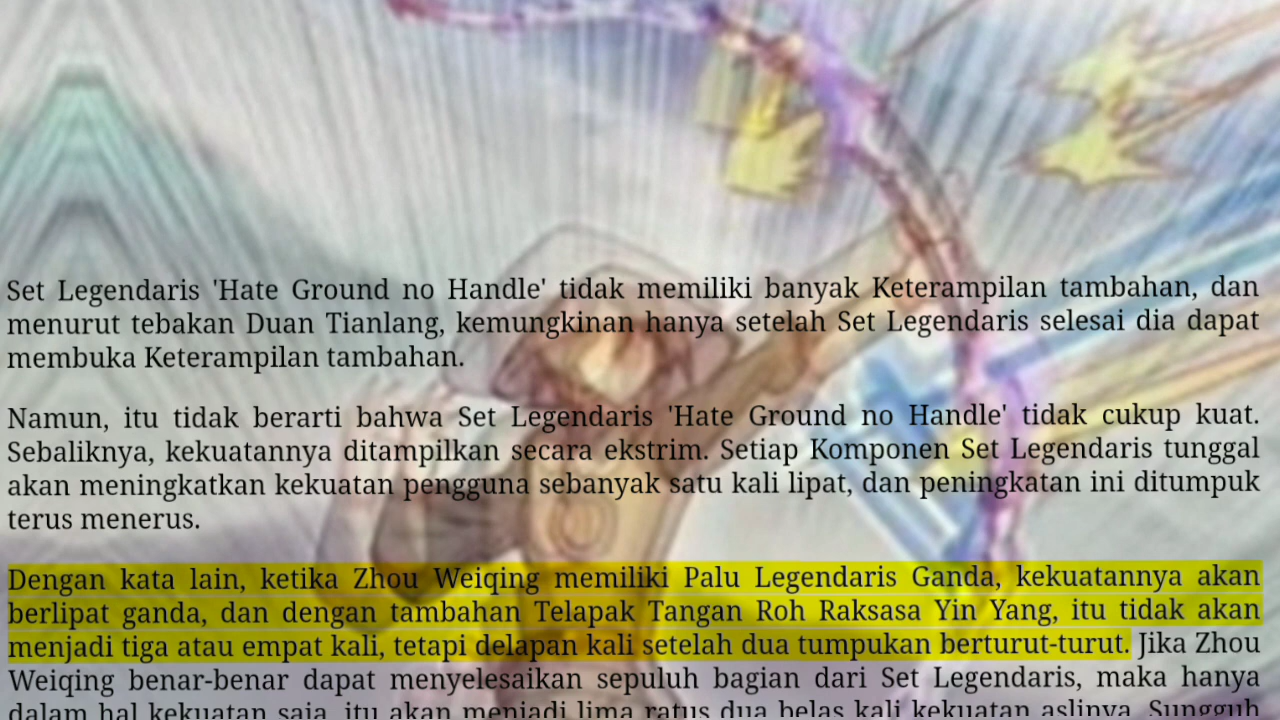 Set Legendaris 'Hate Ground no Handle' tidak memiliki banyak Keterampilan tambahan, dan
menurut tebakan Duan Tianlang, kemungkinan hanya setelah Set Legendaris selesai dia dapat
membuka Keterampilan tambahan.
Namun, itu tidak berarti bahwa Set Legendaris 'Hate Ground no Handle' tidak cukup kuat.
Sebaliknya, kekuatannya ditampilkan secara ekstrim. Setiap Komponen Set Legendaris tunggal
akan meningkatkan kekuatan pengguna sebanyak satu kali lipat, dan peningkatan ini ditumpuk
terus menerus.
Dengan kata lain, ketika Zhou Weiqing memiliki Palu Legendaris Ganda, kekuatannya akan
berlipat ganda, dan dengan tambahan Telapak Tangan Roh Raksasa Yin Yang, itu tidak akan
menjadi tiga atau empat kali, tetapi delapan kali setelah dua tumpukan berturut-turut. Jika Zhou
Weiqing benar-benar dapat menyelesaikan sepuluh bagian dari Set Legendaris, maka hanya
dalam hal kekuatan saja, itu akan menjadi lima ratus dua belas kali kekuatan aslinya. Sungguh